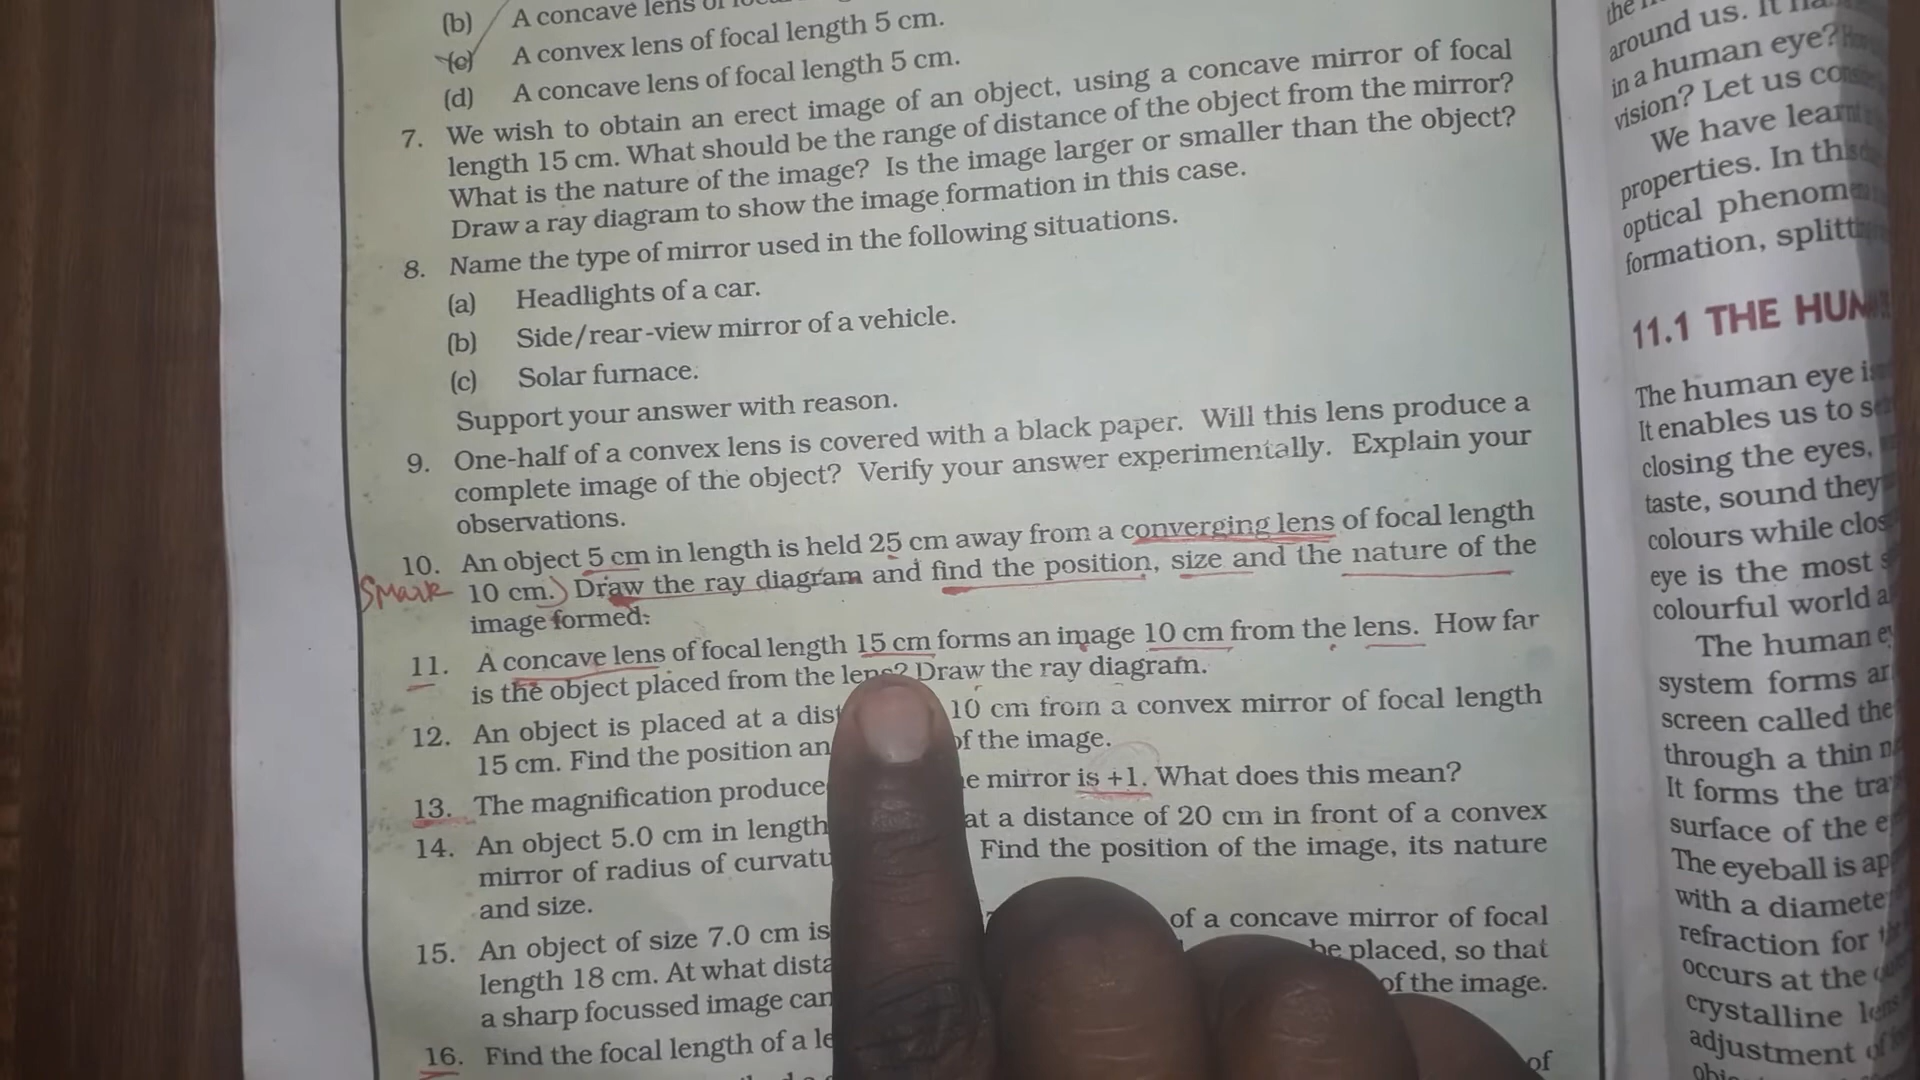 (b) A concave lens of
(c) A convex lens of focal length 5 cm.
(d) A concave lens of focal length 5 cm.
7. We wish to obtain an erect image of an object, using a concave mirror of focal
length 15 cm. What should be the range of distance of the object from the mirror?
What is the nature of the image? Is the image larger or smaller than the object?
Draw a ray diagram to show the image formation in this case.
8. Name the type of mirror used in the following situations.
(a) Headlights of a car.
(b) Side/rear-view mirror of a vehicle.
(c) Solar furnace.
Support your answer with reason.
9. One-half of a convex lens is covered with a black paper. Will this lens produce a
complete image of the object? Verify your answer experimentally. Explain your
observations.
10. An object 5 cm in length is held 25 cm away from a converging lens of focal length
5mark 10 cm. Draw the ray diagram and find the position, size and the nature of the
image formed.
11. A concave lens of focal length 15 cm forms an image 10 cm from the lens. How far
is the object placed from the lens? Draw the ray diagram.
12. An object is placed at a 10 cm from a convex mirror of focal length
15 cm. Find the position of the image.
13. The magnification mirror is +1. What does this mean?
14. An object 5.0 cm in length at a distance of 20 cm in front of a convex
mirror of radius of Find the position of the image, its nature
and size.
15. An object of size 7.0 cm is of a concave mirror of focal
length 18 cm. At what be placed, so that
a sharp focussed image of the image.
16. Find the focal length of a
of
around us.
in a human eye?
vision? Let us
We have
properties. In
optical
formation,
11.1 THE
The human eye
It enables us to
closing the eyes,
taste, sound they
colours while
eye is the most
colourful world
The human
system forms
screen called the
through a thin
It forms the
surface of the
The eyeball is
with a
refraction for
occurs at the
crystalline
adjustment